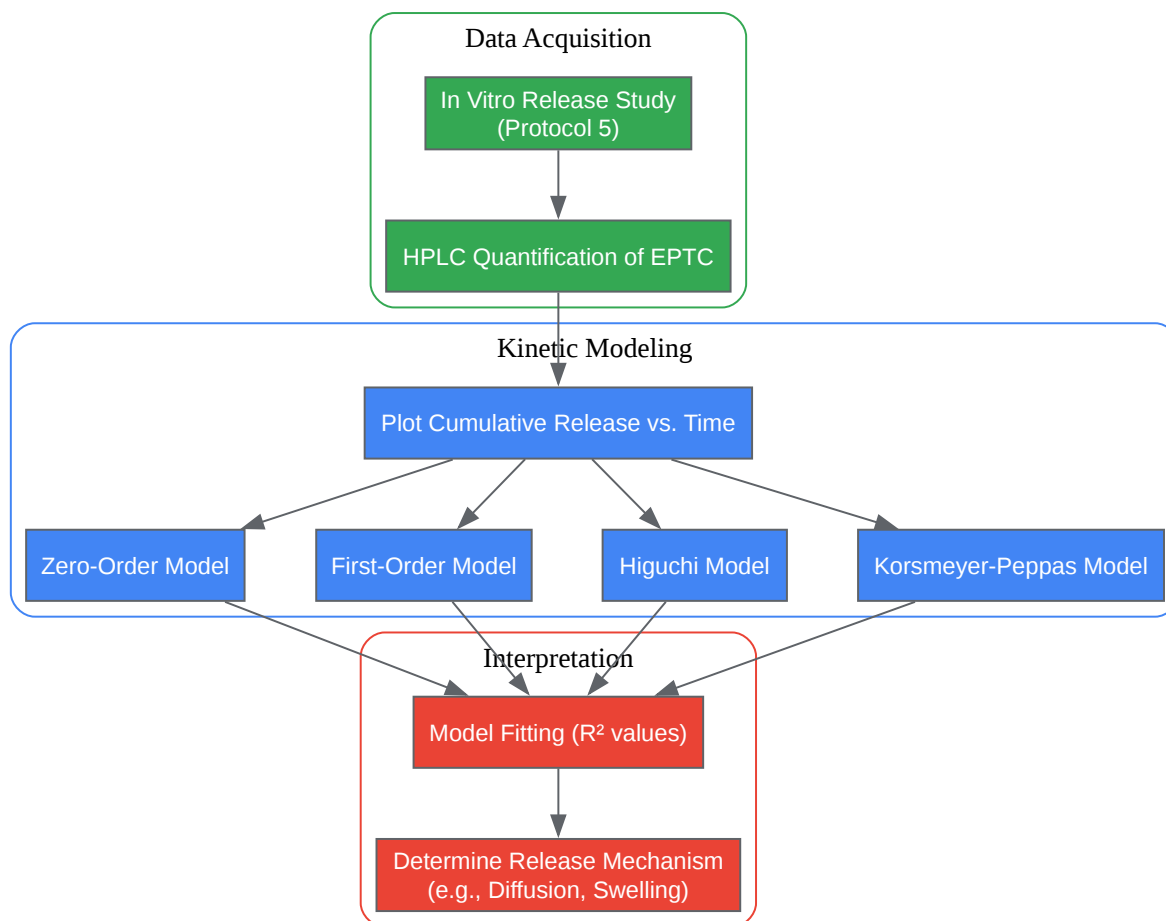 Data Acquisition
In Vitro Release Study
(Protocol 5)
HPLC Quantification of EPTC
Kinetic Modeling
Plot Cumulative Release vs. Time
Zero-Order Model
First-Order Model
Higuchi Model
Korsmeyer-Peppas Model
Interpretation
Model Fitting (R² values)
Determine Release Mechanism
(e.g., Diffusion, Swelling)